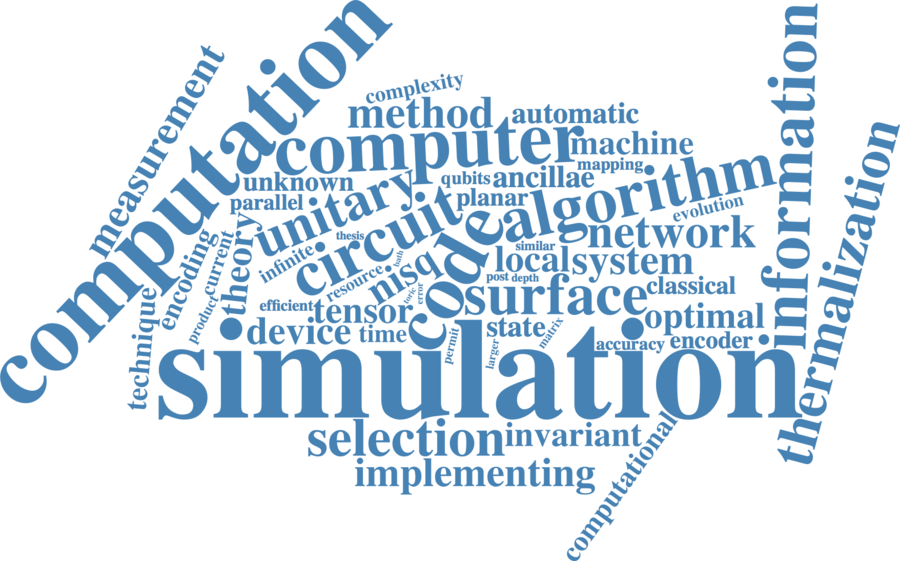 complexity
method
automatic
computation
measurement
computer
machine
mapping
information
unknown
qubits
ancillae
parallel
unitary
planar
algorithm
evolution
thermalization
encoding
current
theory
thesis
circuit
code
network
similar
infinite
bath
resource
nisq
local
system
post
depth
classical
product
technique
efficient
toric
error
surface
tensor
optimal
device
time
permit
state
larger
matrix
accuracy
encoder
simulation
selection
invariant
implementing
computational